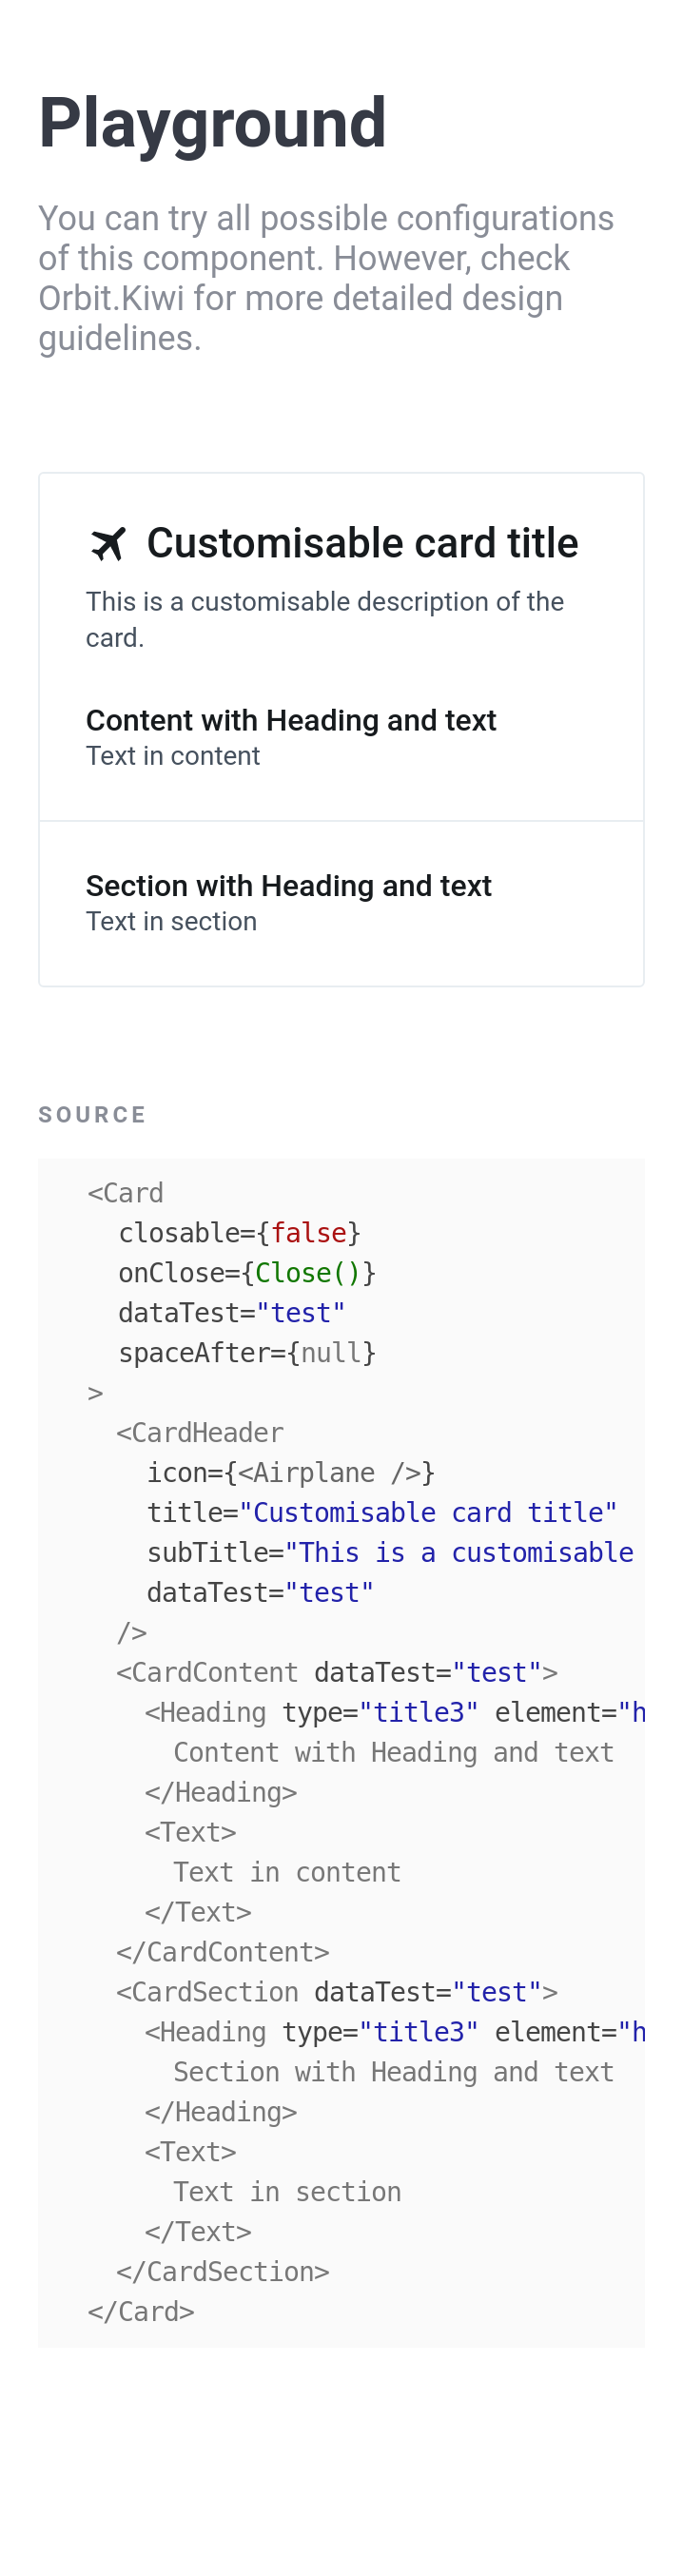 Playground
You can try all possible configurations
of this component. However, check
Orbit.Kiwi for more detailed design
guidelines.
Customisable card title
This is a customisable description of the
card.
Content with Heading and text
Text in content
Section with Heading and text
Text in section
SOURCE
<Card
closable={false}
onClose={Close()}
dataTest="test"
spaceAfter={null}
>
<CardHeader
icon={<Airplane />}
title="Customisable card title"
subTitle="This is a customisable
dataTest="test"
/>
<CardContent dataTest="test">
<Heading type="title3" element="h
Content with Heading and text
</Heading>
<Text>
Text in content
</Text>
</CardContent>
<CardSection dataTest="test">
<Heading type="title3" element="h
Section with Heading and text
</Heading>
<Text>
Text in section
</Text>
</CardSection>
</Card>